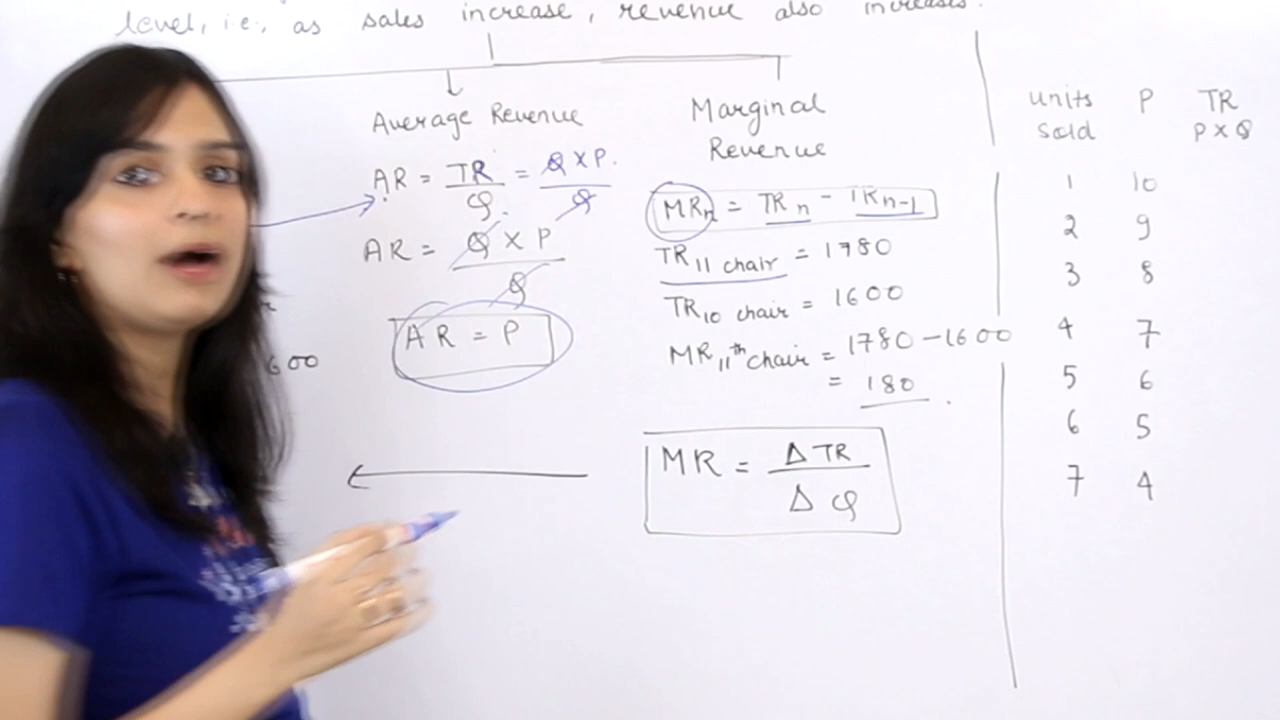 level, i.e., as sales increase, revenue also increases.
Average Revenue
AR = TR / Q = Q X P. / Q
AR = Q X P / Q
AR = P
600
Marginal
Revenue
MRn = TRn - TRn-1
TR11 chair = 1780
TR10 chair = 1600
MR11th chair = 1780 - 1600
= 180
MR = Δ TR / Δ Q
units P TR
Sold P X Q
1 10
2 9
3 8
4 7
5 6
6 5
7 4